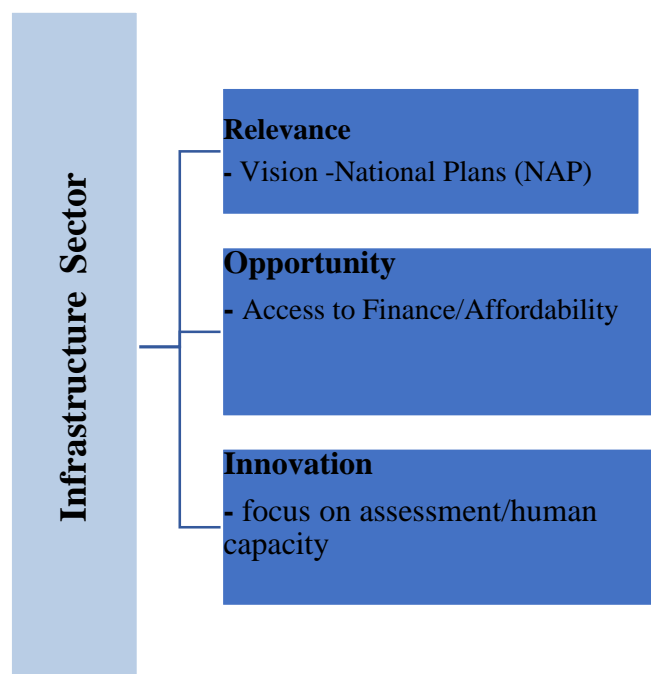 Infrastructure Sector
Relevance
- Vision -National Plans (NAP)
Opportunity
- Access to Finance/Affordability
Innovation
- focus on assessment/human
capacity